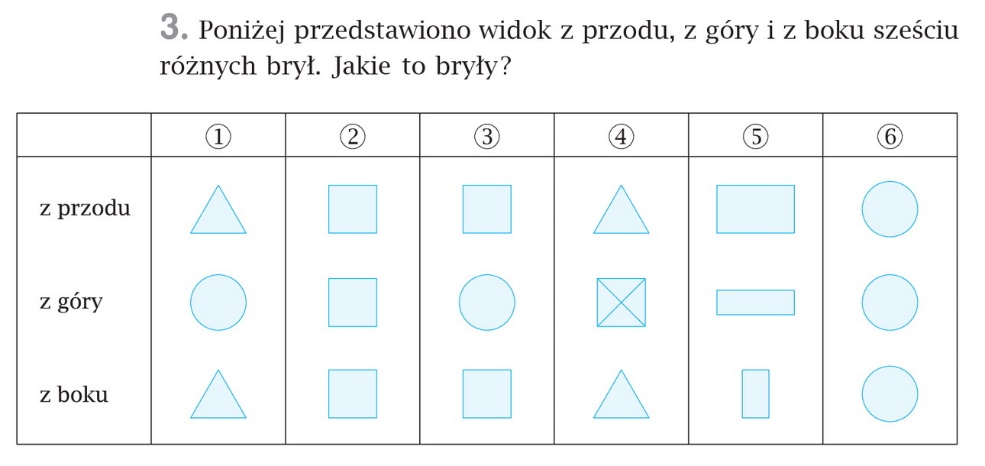 3. Poniżej przedstawiono widok z przodu, z góry i z boku sześciu
różnych brył. Jakie to bryły?
① ② ③ ④ ⑤ ⑥
z przodu
z góry
z boku